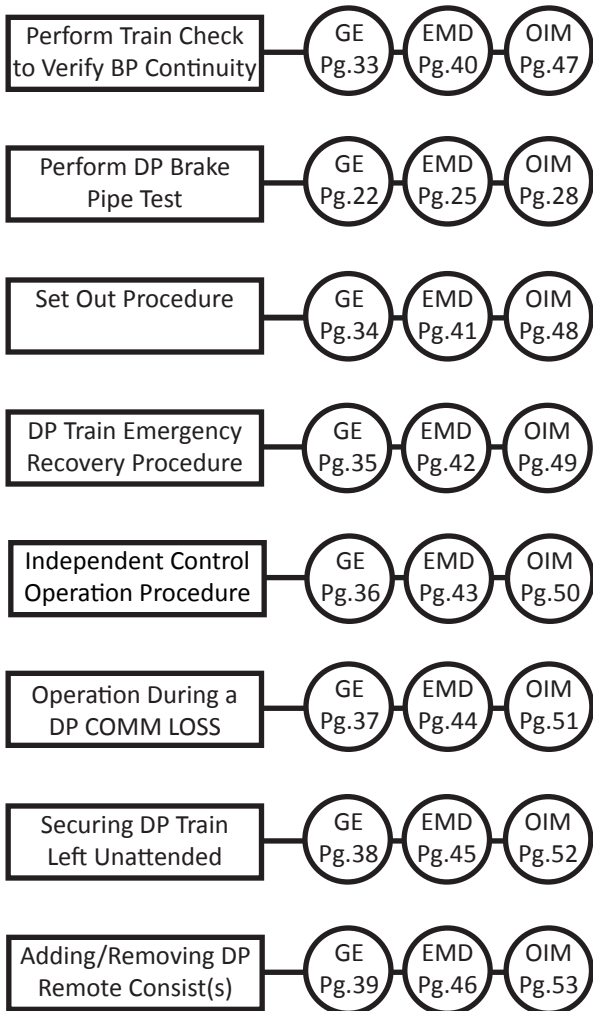 Perform Train Check
to Verify BP Continuity
GE
Pg.33
EMD
Pg.40
OIM
Pg.47
Perform DP Brake
Pipe Test
GE
Pg.22
EMD
Pg.25
OIM
Pg.28
Set Out Procedure
GE
Pg.34
EMD
Pg.41
OIM
Pg.48
DP Train Emergency
Recovery Procedure
GE
Pg.35
EMD
Pg.42
OIM
Pg.49
Independent Control
Operation Procedure
GE
Pg.36
EMD
Pg.43
OIM
Pg.50
Operation During a
DP COMM LOSS
GE
Pg.37
EMD
Pg.44
OIM
Pg.51
Securing DP Train
Left Unattended
GE
Pg.38
EMD
Pg.45
OIM
Pg.52
Adding/Removing DP
Remote Consist(s)
GE
Pg.39
EMD
Pg.46
OIM
Pg.53